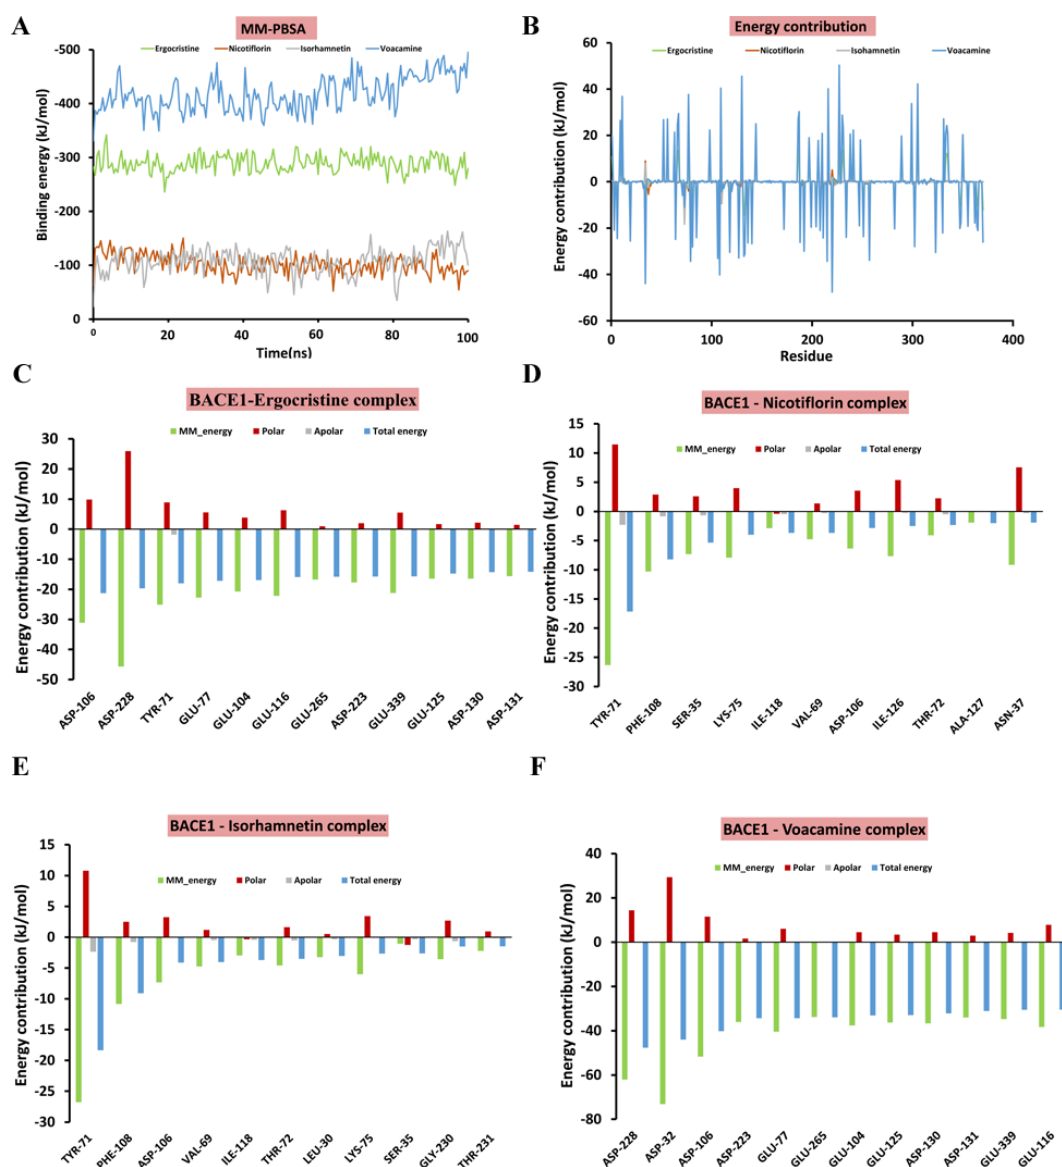 A
MM-PBSA
Ergocristine Nicotiflorin Isorhamnetin Voacamine
-500
-400
-300
-200
-100
0
Binding energy (kJ/mol)
0 20 40 60 80 100
Time(ns)
B
Energy contribution
Ergocristine Nicotiflorin Isohamnetin Voacamine
60
40
20
0
-20
-40
-60
Energy contribution (kJ/mol)
0 100 200 300 400
Residue
C
BACE1-Ergocristine complex
MM_energy Polar Apolar Total energy
30
20
10
0
-10
-20
-30
-40
-50
Energy contribution (kJ/mol)
ASP-106 ASP-228 TYR-71 GLU-77 GLU-104 GLU-116 GLU-265 ASP-223 GLU-339 GLU-125 ASP-130 ASP-131
D
BACE1 - Nicotiflorin complex
MM_energy Polar Apolar Total energy
15
10
5
0
-5
-10
-15
-20
-25
-30
Energy contribution (kJ/mol)
TYR-71 PHE-108 SER-35 LYS-75 ILE-118 VAL-69 ASP-106 ILE-126 THR-72 ALA-127 ASN-37
E
BACE1 - Isorhamnetin complex
MM_energy Polar Apolar Total energy
15
10
5
0
-5
-10
-15
-20
-25
-30
Energy contribution (kJ/mol)
TYR-71 PHE-108 ASP-106 VAL-69 ILE-118 THR-72 LEU-30 LYS-75 SER-35 GLY-230 THR-231
F
BACE1 - Voacamine complex
MM_energy Polar Apolar Total energy
40
20
0
-20
-40
-60
-80
Energy contribution (kJ/mol)
ASP-228 ASP-32 ASP-106 ASP-223 GLU-77 GLU-265 GLU-104 GLU-125 ASP-130 ASP-131 GLU-339 GLU-116